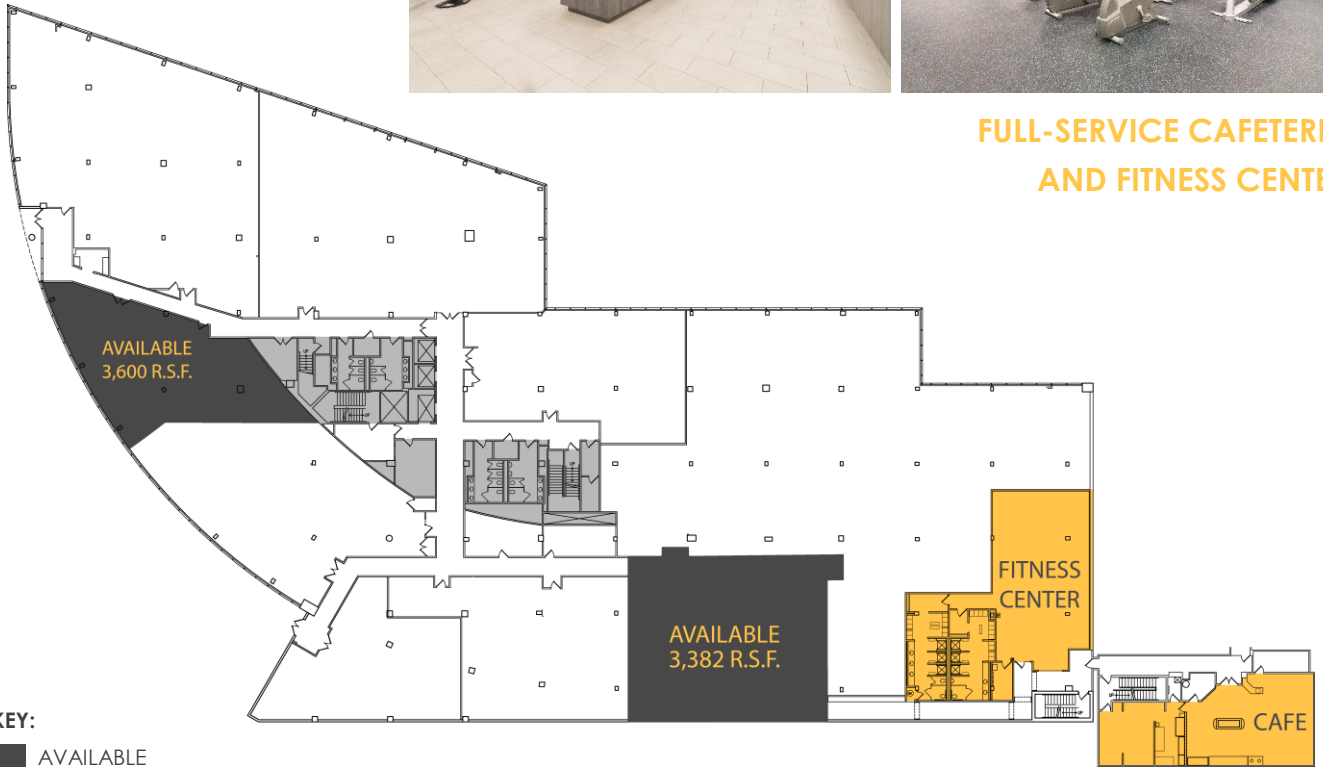 FULL-SERVICE CAFETERI
AND FITNESS CENTE
AVAILABLE
3,600 R.S.F.
FITNESS
CENTER
AVAILABLE
3,382 R.S.F.
CAFE
KEY:
AVAILABLE